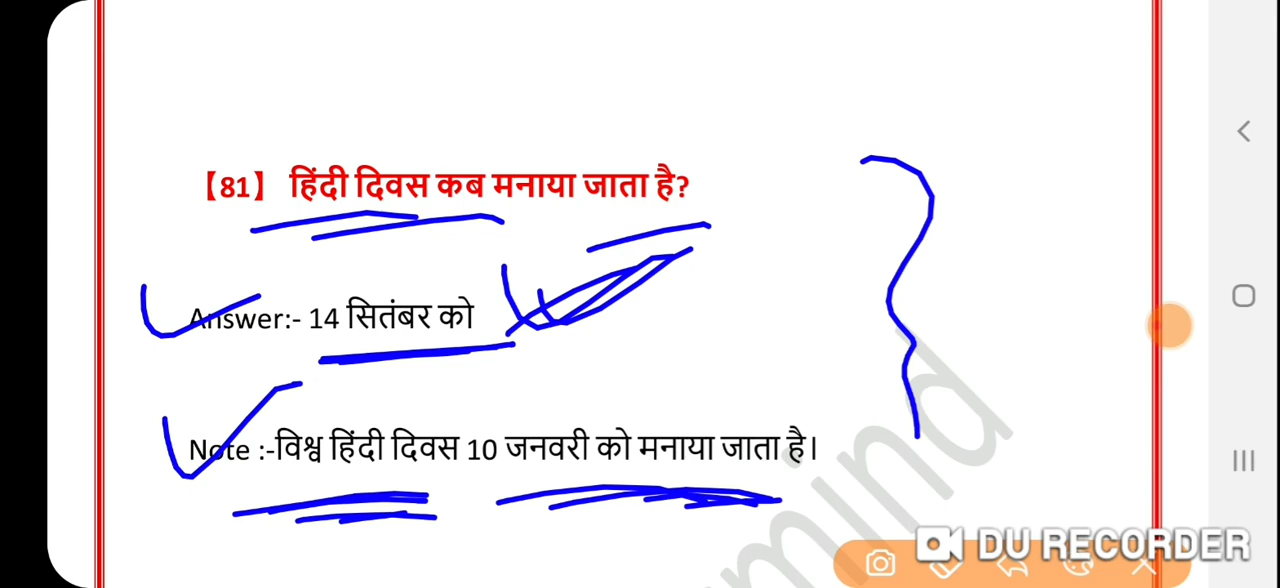 【81】 हिंदी दिवस कब मनाया जाता है?
Answer:- 14 सितंबर को
Note :-विश्व हिंदी दिवस 10 जनवरी को मनाया जाता है।
DU RECORDER